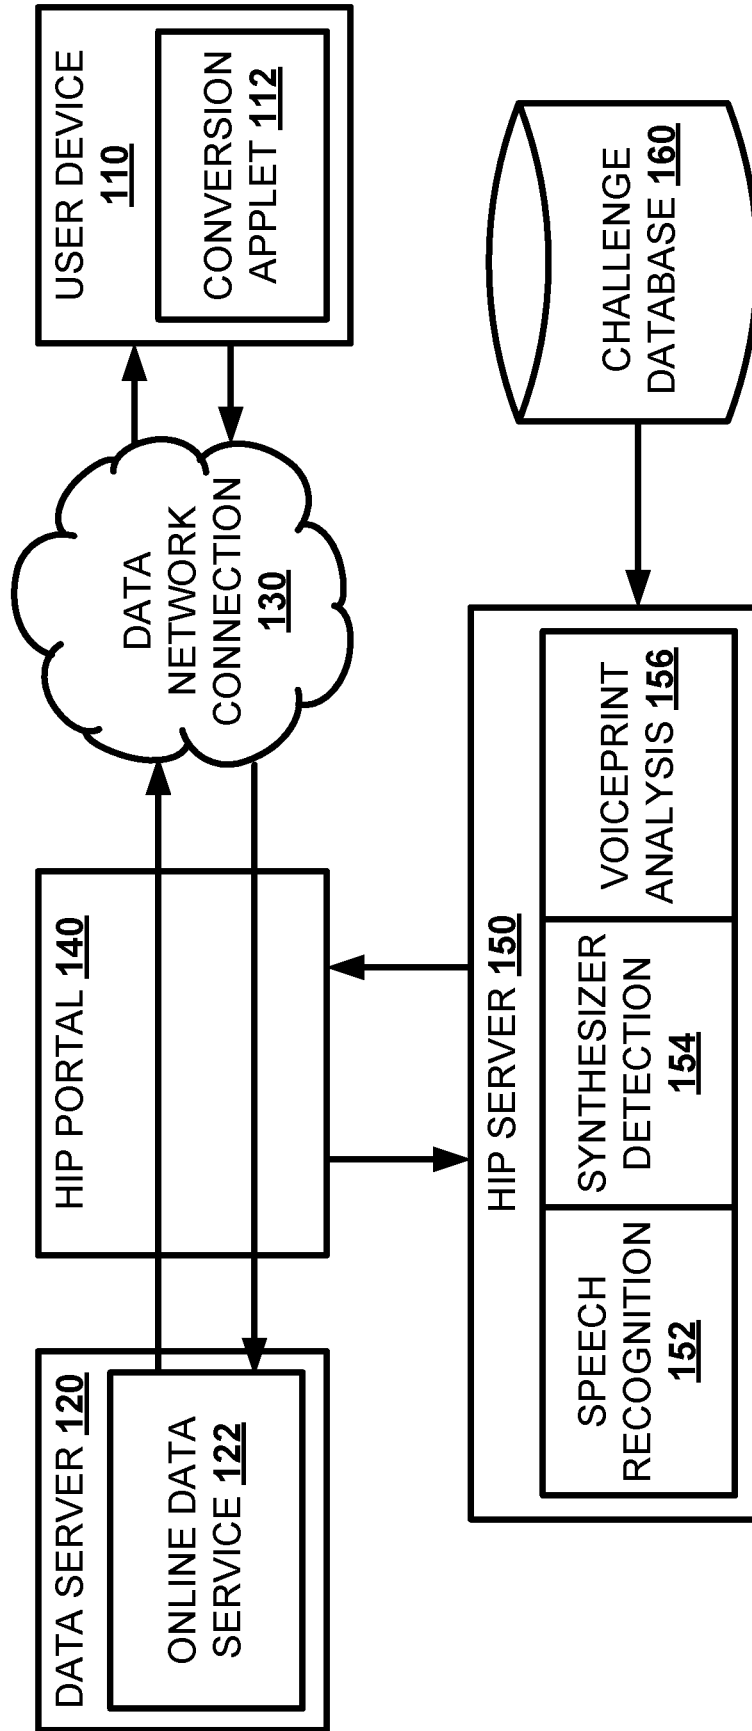 DATA SERVER 120
ONLINE DATA
SERVICE 122
HIP PORTAL 140
DATA
NETWORK
CONNECTION
130
USER DEVICE
110
CONVERSION
APPLET 112
HIP SERVER 150
SPEECH
RECOGNITION
152
SYNTHESIZER
DETECTION
154
VOICEPRINT
ANALYSIS 156
CHALLENGE
DATABASE 160